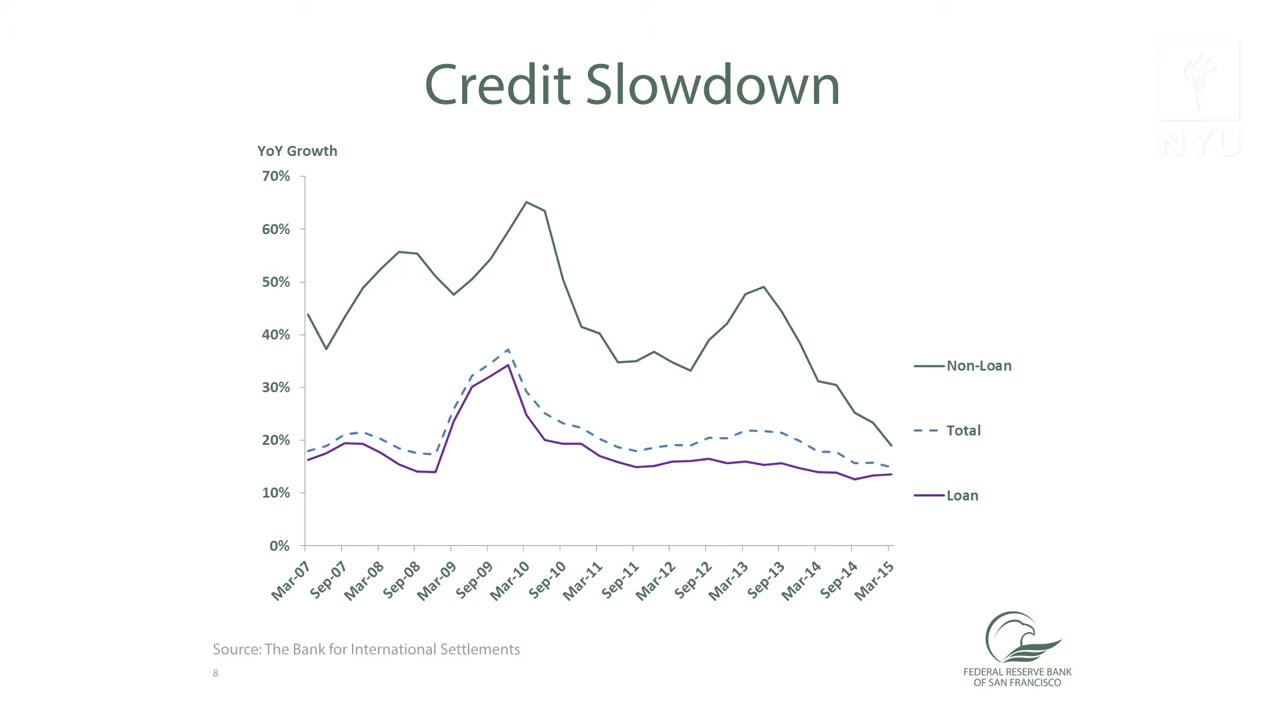 Credit Slowdown
NYU
YoY Growth
70%
60%
50%
40%
30%
20%
10%
0%
Non-Loan
Total
Loan
Mar-07
Sep-07
Mar-08
Sep-08
Mar-09
Sep-09
Mar-10
Sep-10
Mar-11
Sep-11
Mar-12
Sep-12
Mar-13
Sep-13
Mar-14
Sep-14
Mar-15
Source: The Bank for International Settlements
8
FEDERAL RESERVE BANK
OF SAN FRANCISCO